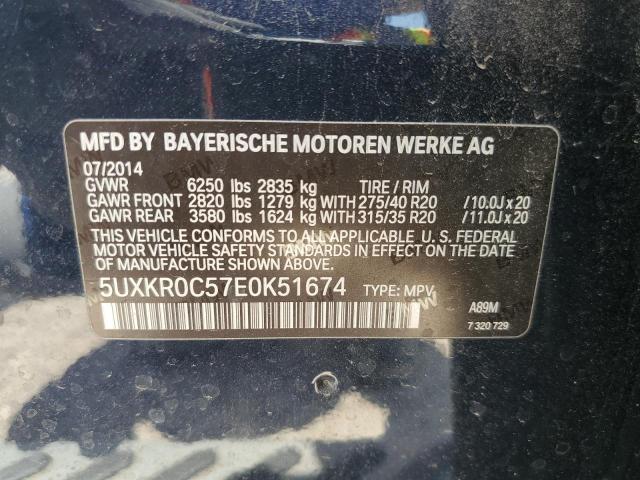 MFD BY BAYERISCHE MOTOREN WERKE AG
07/2014
GVWR 6250 lbs 2835 kg TIRE / RIM
GAWR FRONT 2820 lbs 1279 kg WITH 275/40 R20 /10.0J x 20
GAWR REAR 3580 lbs 1624 kg WITH 315/35 R20 /11.0J x 20
THIS VEHICLE CONFORMS TO ALL APPLICABLE U. S. FEDERAL
MOTOR VEHICLE SAFETY STANDARDS IN EFFECT ON THE DATE
OF MANUFACTURE SHOWN ABOVE.
5UXKR0C57E0K51674 TYPE: MPV
A89M
7 320 729